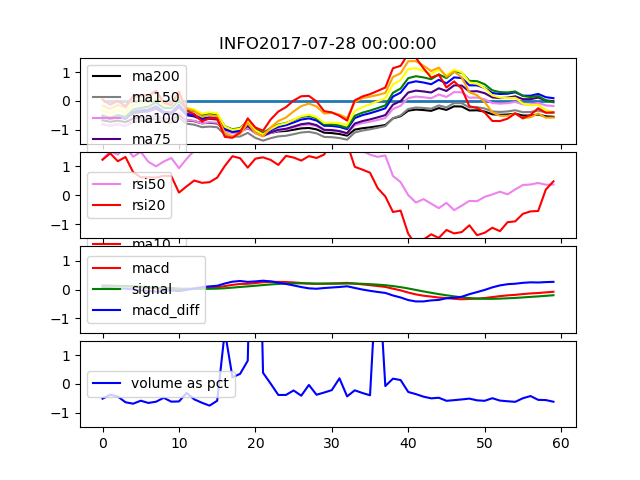 INFO2017-07-28 00:00:00
1
0
−1
ma200
ma150
ma100
ma75
1
0
−1
rsi50
rsi20
ma10
1
0
−1
macd
signal
macd_diff
1
0
−1
volume as pct
0 10 20 30 40 50 60